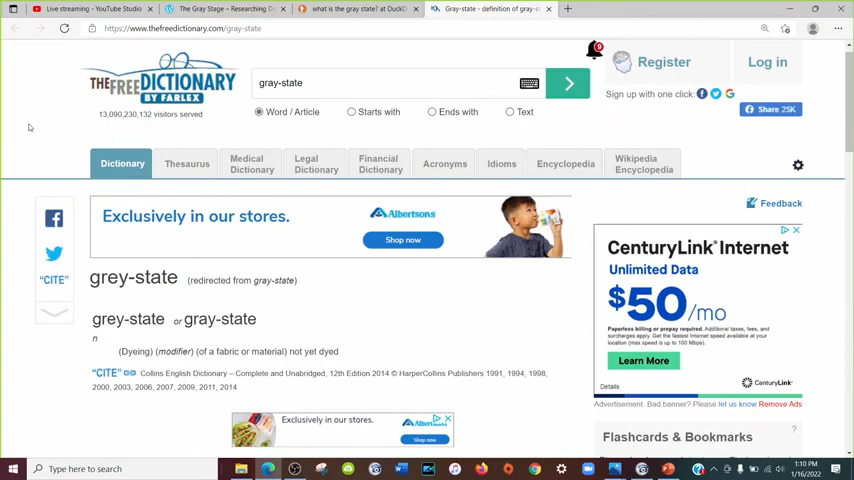 Live streaming - YouTube Studio
The Gray Stage – Researching D
what is the gray state? at DuckD
Gray-state - definition of gray-s
https://www.thefreedictionary.com/gray-state
THE FREE DICTIONARY
BY FARLEX
13,090,230,132 visitors served
gray-state
Word / Article
Starts with
Ends with
Text
9
Register
Log in
Sign up with one click:
Share 25K
Dictionary
Thesaurus
Medical Dictionary
Legal Dictionary
Financial Dictionary
Acronyms
Idioms
Encyclopedia
Wikipedia Encyclopedia
Feedback
"CITE"
Exclusively in our stores.
Albertsons
Shop now
grey-state (redirected from gray-state)
grey-state or gray-state
n
(Dyeing) (modifier) (of a fabric or material) not yet dyed
"CITE" Collins English Dictionary – Complete and Unabridged, 12th Edition 2014 © HarperCollins Publishers 1991, 1994, 1998,
2000, 2003, 2006, 2007, 2009, 2011, 2014
Exclusively in our stores.
Shop now
CenturyLink Internet
Unlimited Data
$50/mo
Paperless billing or prepay required. Additional taxes, fees, and
surcharges apply. Get the fastest Internet speed available at your
location (max speed is up to 100 Mbps).
Learn More
Details
CenturyLink
Advertisement. Bad banner? Please let us know Remove Ads
Flashcards & Bookmarks ?
Type here to search
1:10 PM
1/16/2022